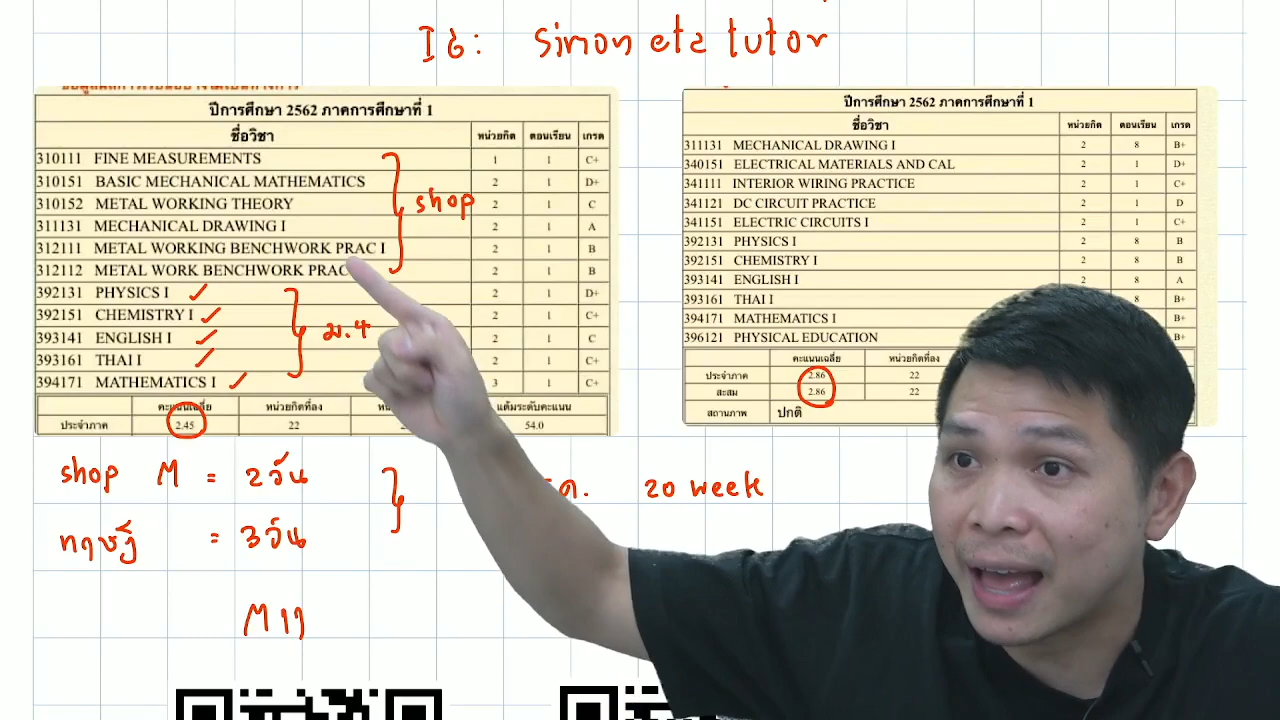 IG: Simon etz tutor
ปีการศึกษา 2562 ภาคการศึกษาที่ 1
ชื่อวิชา หน่วยกิต ตอนเรียน เกรด
310111 FINE MEASUREMENTS 1 1 C+
310151 BASIC MECHANICAL MATHEMATICS 2 1 D+
310152 METAL WORKING THEORY 2 1 C
311131 MECHANICAL DRAWING I 2 1 A
312111 METAL WORKING BENCHWORK PRAC I 2 1 B
312112 METAL WORK BENCHWORK PRAC 2 1 B
392131 PHYSICS I 2 1 D+
392151 CHEMISTRY I 2 1 C+
393141 ENGLISH I 2 1 C
393161 THAI I 2 1 C+
394171 MATHEMATICS I 3 1 C+
คะแนนเฉลี่ย หน่วยกิตที่ลง แต้มระดับคะแนน
ประจำภาค 2.45 22 54.0
shop
ม.4
ปีการศึกษา 2562 ภาคการศึกษาที่ 1
ชื่อวิชา หน่วยกิต ตอนเรียน เกรด
311131 MECHANICAL DRAWING I 2 8 B+
340151 ELECTRICAL MATERIALS AND CAL 2 1 D+
341111 INTERIOR WIRING PRACTICE 2 1 C+
341121 DC CIRCUIT PRACTICE 2 1 D
341151 ELECTRIC CIRCUITS I 2 1 C+
392131 PHYSICS I 2 8 B
392151 CHEMISTRY I 2 8 B
393141 ENGLISH I 2 8 A
393161 THAI I 8 B+
394171 MATHEMATICS I B+
396121 PHYSICAL EDUCATION B+
คะแนนเฉลี่ย หน่วยกิตที่ลง
ประจำภาค 2.86 22
สะสม 2.86 22
สถานภาพ ปกติ
shop M = 2วัน
ทฤษฎี = 3วัน
20 week